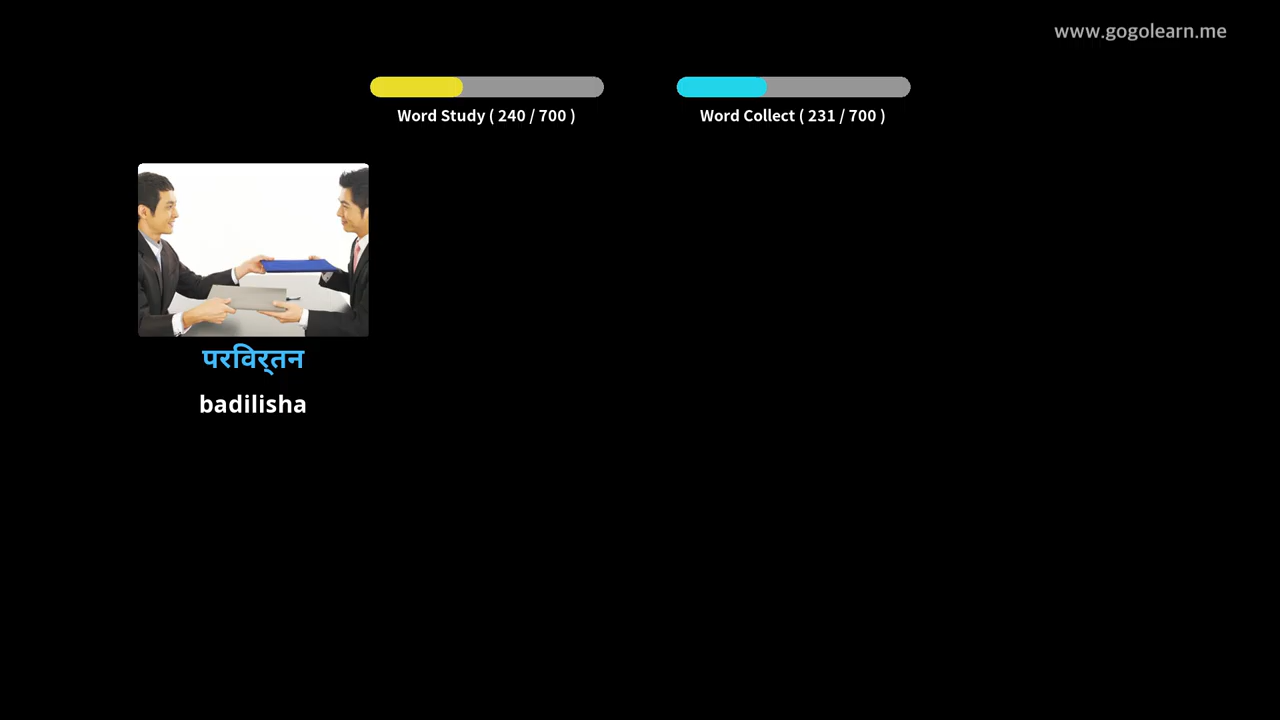 www.gogolearn.me
Word Study ( 240 / 700 )
Word Collect ( 231 / 700 )
परविर्तन
badilisha